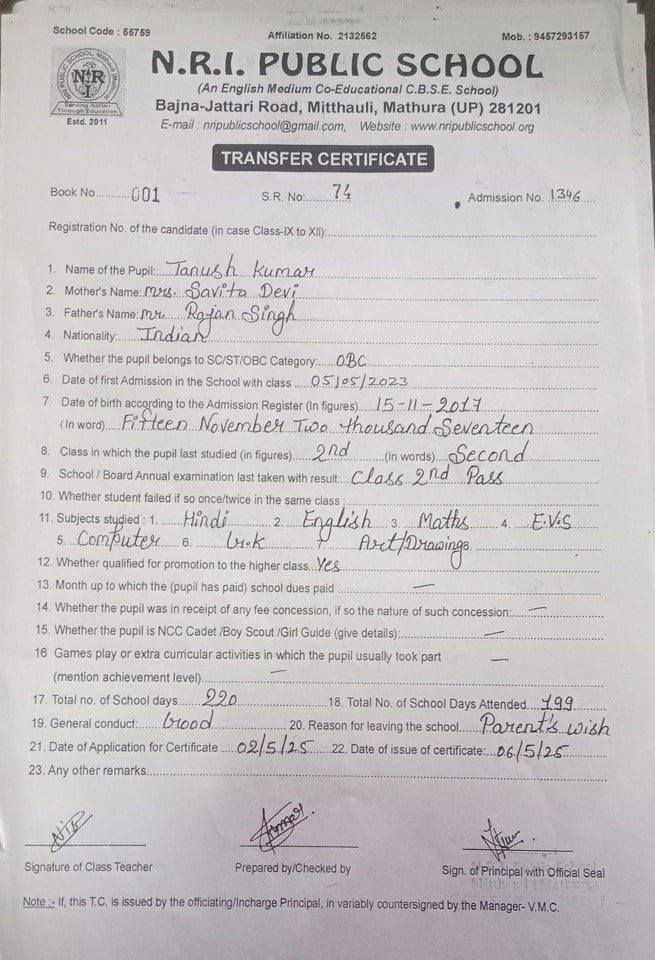 School Code : 55759 Affiliation No. 2132562 Mob. : 9457293157
N.R.I. PUBLIC SCHOOL, Mitthauli (Mathura)
NRI
Serving Nation
Through Education
Estd. 2011
N.R.I. PUBLIC SCHOOL
(An English Medium Co-Educational C.B.S.E. School)
Bajna-Jattari Road, Mitthauli, Mathura (UP) 281201
E-mail : nripublicschool@gmail.com, Website : www.nripublicschool.org
TRANSFER CERTIFICATE
Book No. 001 S.R. No: 74 Admission No. 1346
Registration No. of the candidate (in case Class-IX to XII):
1. Name of the Pupil: Tanush Kumar
2. Mother's Name: Mrs. Savita Devi
3. Father's Name: Mr. Rajan Singh
4. Nationality: Indian
5. Whether the pupil belongs to SC/ST/OBC Category: OBC
6. Date of first Admission in the School with class 05/05/2023
7. Date of birth according to the Admission Register (In figures) 15-11-2017
(In word) Fifteen November Two thousand Seventeen
8. Class in which the pupil last studied (in figures) 2nd (in words) Second
9. School / Board Annual examination last taken with result: Class 2nd Pass
10. Whether student failed if so once/twice in the same class :
11. Subjects studied : 1. Hindi 2. English 3. Maths 4. E.V.S
5. Computer 6. G.K 7. Art/Drawing 8.
12. Whether qualified for promotion to the higher class. Yes
13. Month up to which the (pupil has paid) school dues paid —
14. Whether the pupil was in receipt of any fee concession, if so the nature of such concession: —
15. Whether the pupil is NCC Cadet /Boy Scout /Girl Guide (give details): —
16 Games play or extra curricular activities in which the pupil usually took part —
(mention achievement level) —
17. Total no. of School days 220 18. Total No. of School Days Attended 199
19. General conduct: Good 20. Reason for leaving the school Parent's wish
21. Date of Application for Certificate 02/5/25 22. Date of issue of certificate: 06/5/25
23. Any other remarks
Signature of Class Teacher Prepared by/Checked by Sign. of Principal with Official Seal
Note :- If, this T.C. is issued by the officiating/Incharge Principal, in variably countersigned by the Manager- V.M.C.